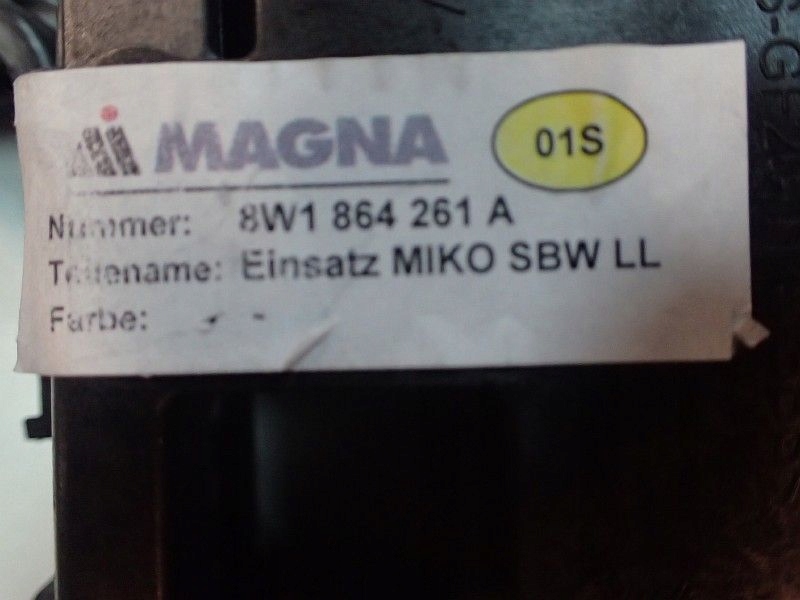 MAGNA
01S
Nummer: 8W1 864 261 A
Teilename: Einsatz MIKO SBW LL
Farbe: